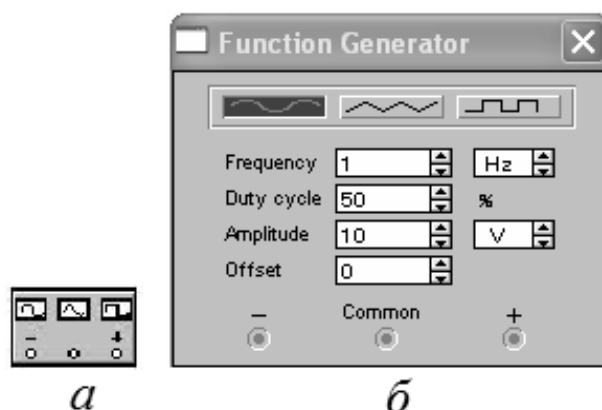 Function Generator
Frequency 1 Hz
Duty cycle 50 %
Amplitude 10 V
Offset 0
− Common +
− +
а б